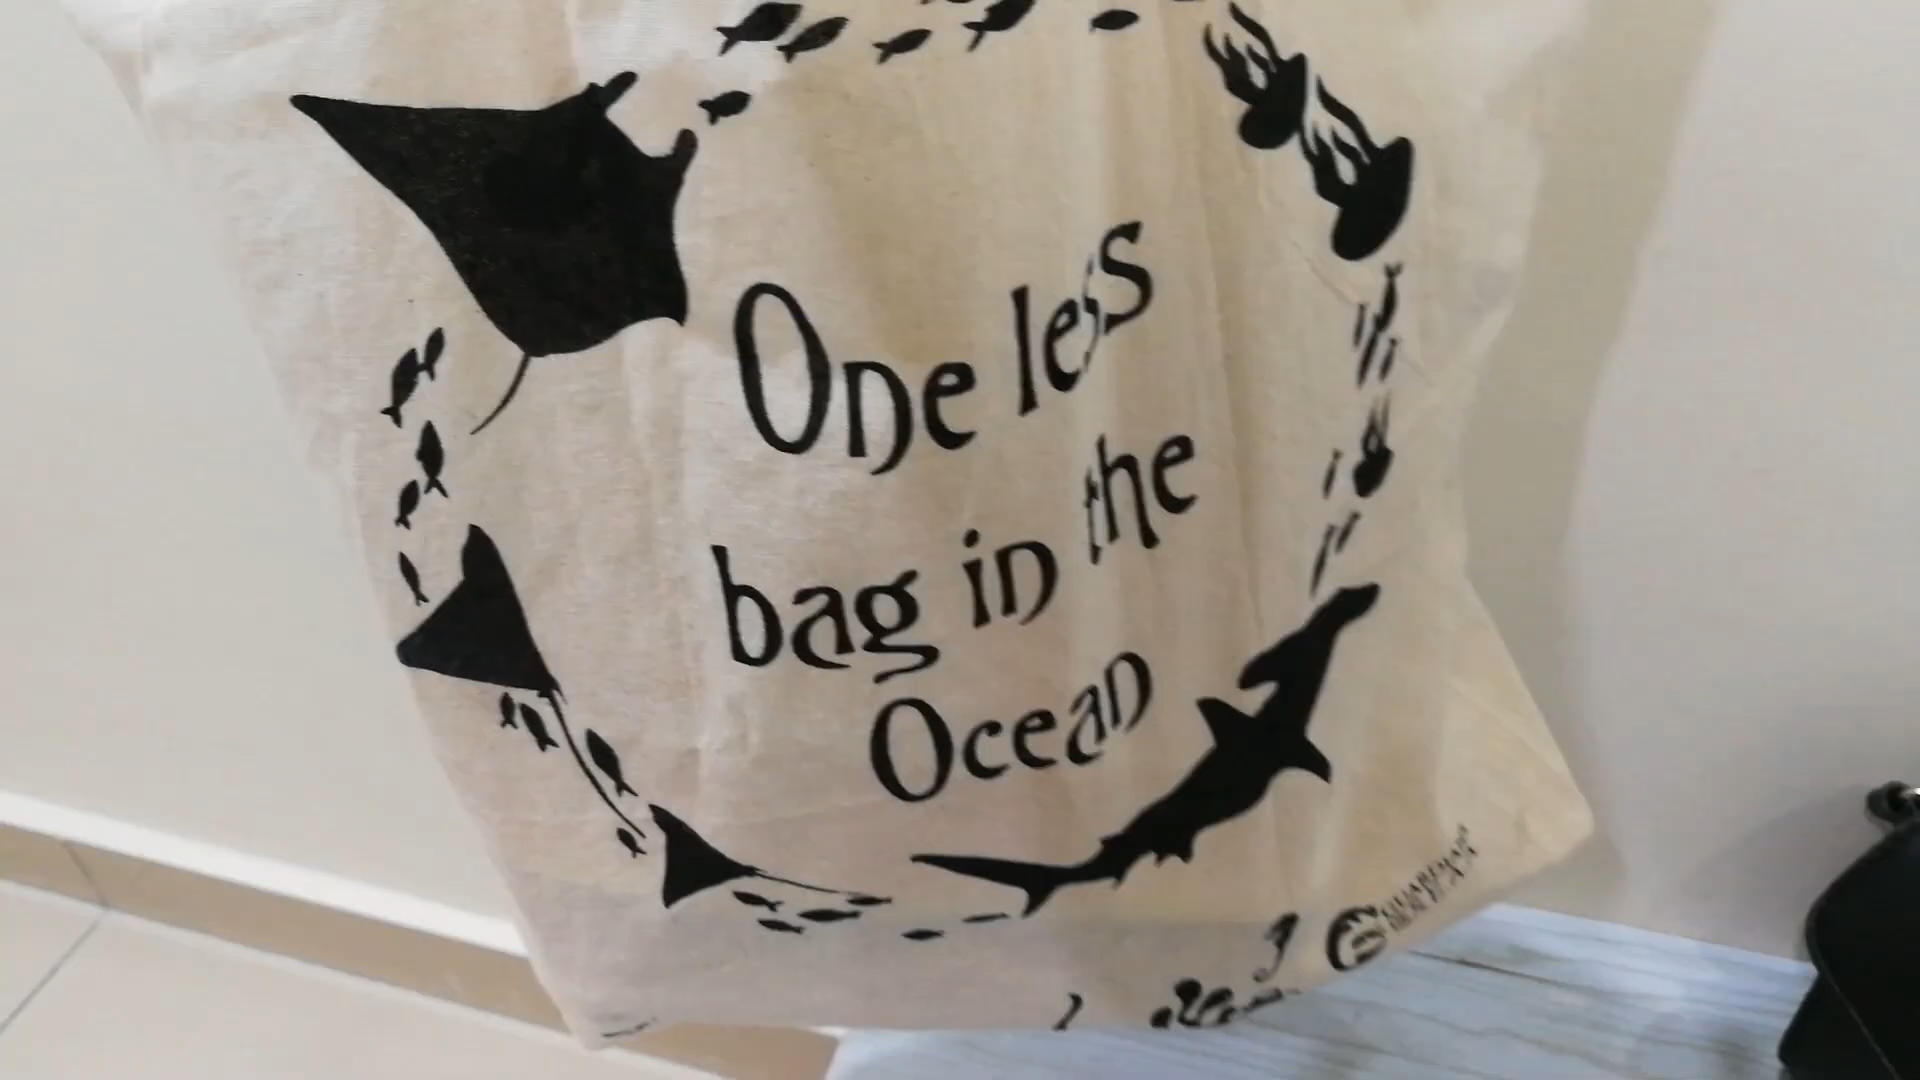 One less
bag in the
Ocean